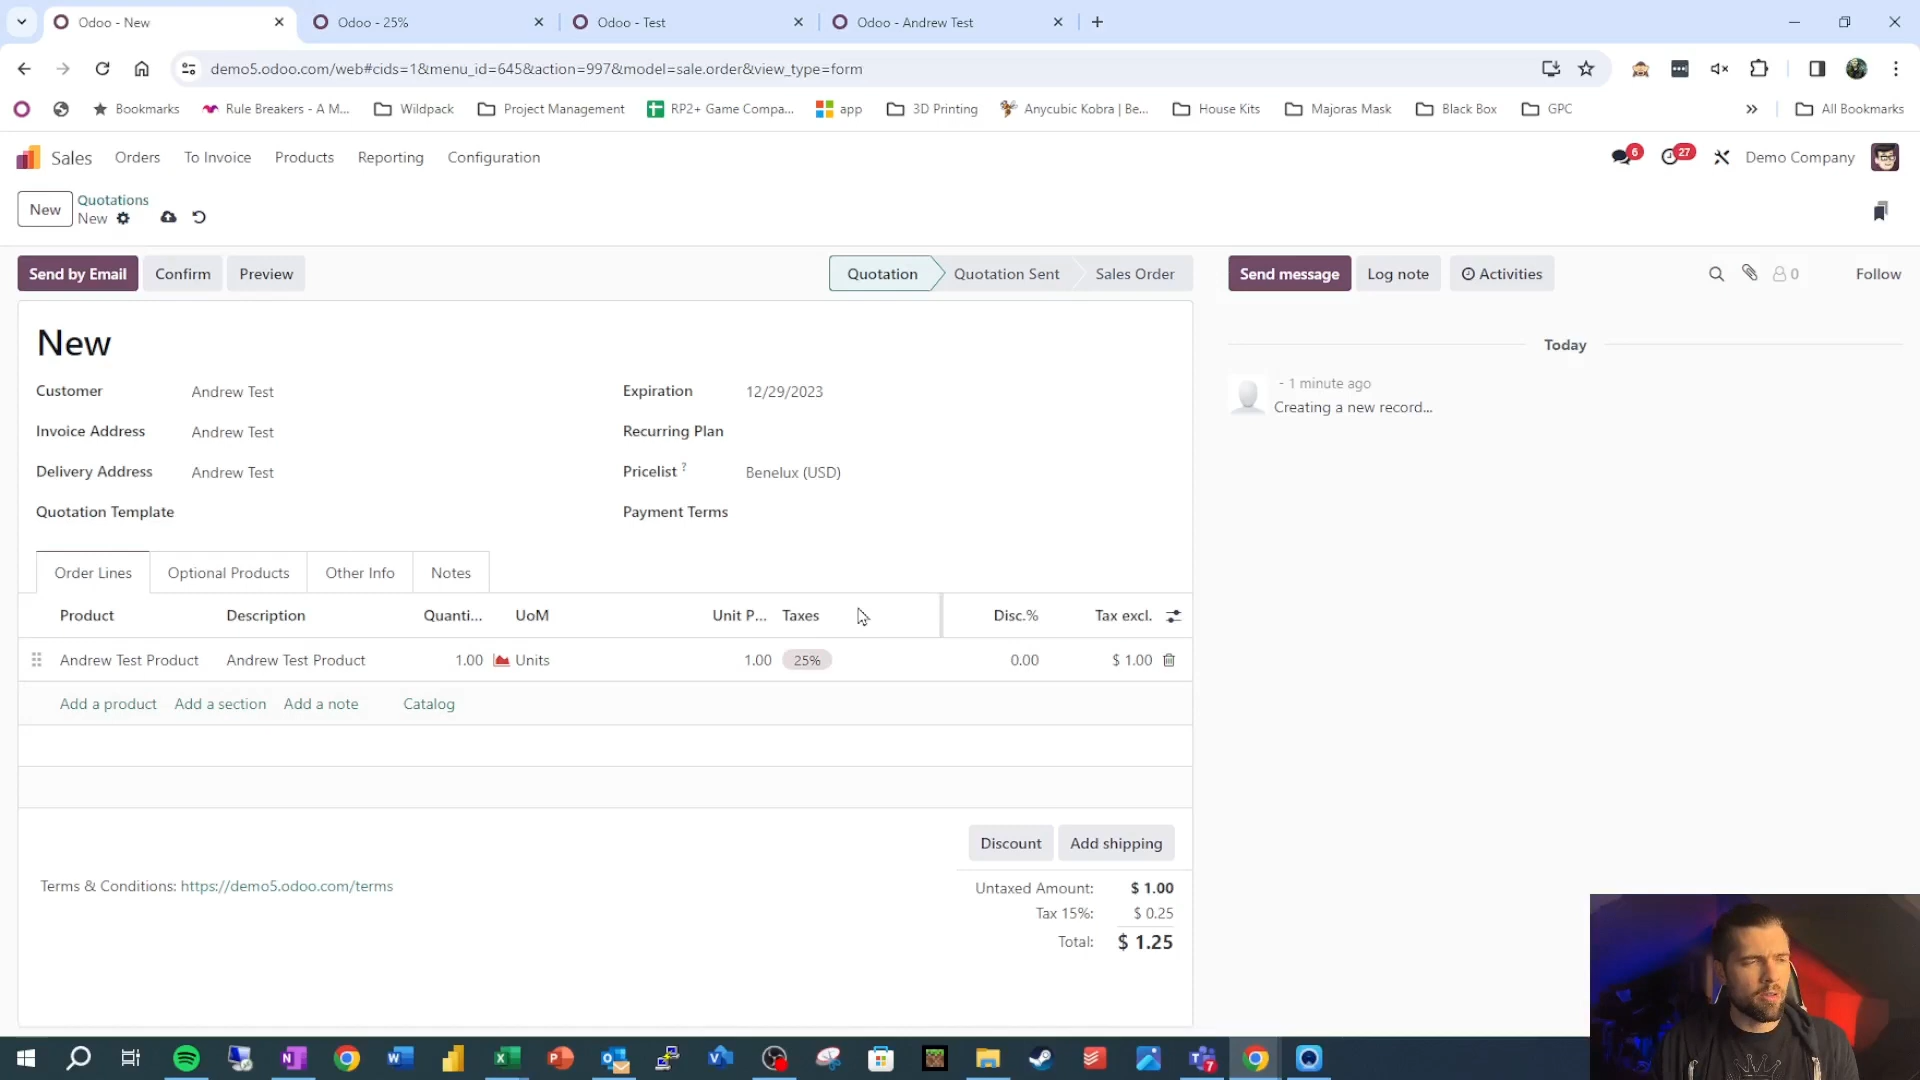 Odoo - New
Odoo - 25%
Odoo - Test
Odoo - Andrew Test
demo5.odoo.com/web#cids=1&menu_id=645&action=997&model=sale.order&view_type=form
Bookmarks
Rule Breakers - A M...
Wildpack
Project Management
RP2+ Game Compa...
app
3D Printing
Anycubic Kobra | Be...
House Kits
Majoras Mask
Black Box
GPC
»
All Bookmarks
Sales
Orders
To Invoice
Products
Reporting
Configuration
6
27
Demo Company
New
Quotations
New
Send by Email
Confirm
Preview
Quotation
Quotation Sent
Sales Order
Send message
Log note
Activities
0
Follow
New
Customer Andrew Test
Expiration 12/29/2023
Invoice Address Andrew Test
Recurring Plan
Delivery Address Andrew Test
Pricelist ? Benelux (USD)
Quotation Template
Payment Terms
Today
- 1 minute ago
Creating a new record...
Order Lines
Optional Products
Other Info
Notes
Product Description Quanti... UoM Unit P... Taxes Disc.% Tax excl.
Andrew Test Product Andrew Test Product 1.00 Units 1.00 25% 0.00 $ 1.00
Add a product Add a section Add a note Catalog
Discount
Add shipping
Terms & Conditions: https://demo5.odoo.com/terms
Untaxed Amount: $ 1.00
Tax 15%: $ 0.25
Total: $ 1.25